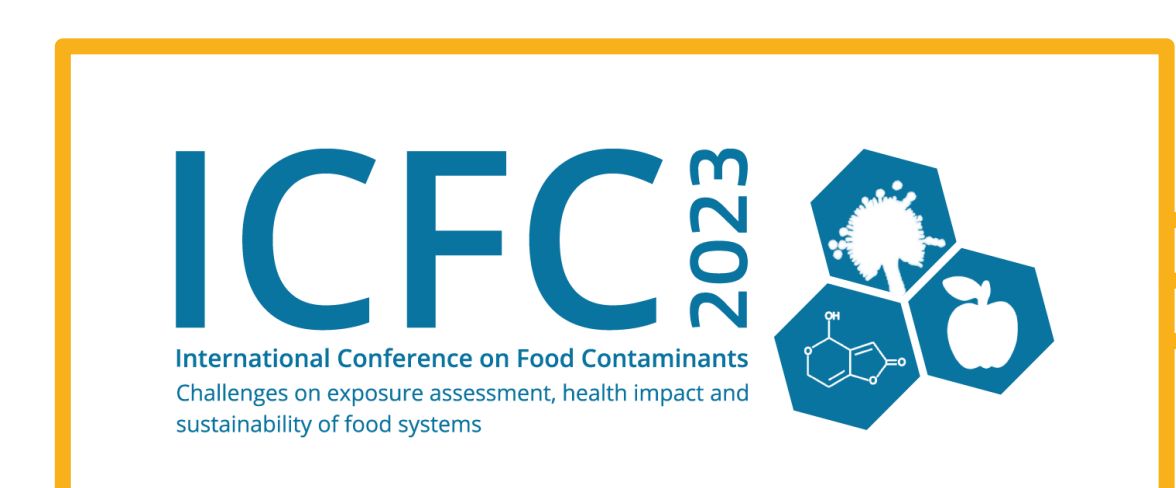 ICFC 2023
International Conference on Food Contaminants
Challenges on exposure assessment, health impact and
sustainability of food systems
OH
O
O
O